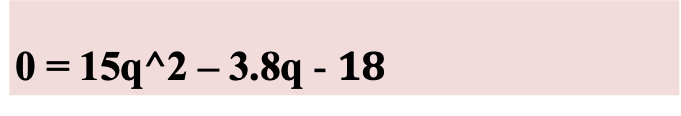 0 = 15q^2 – 3.8q - 18